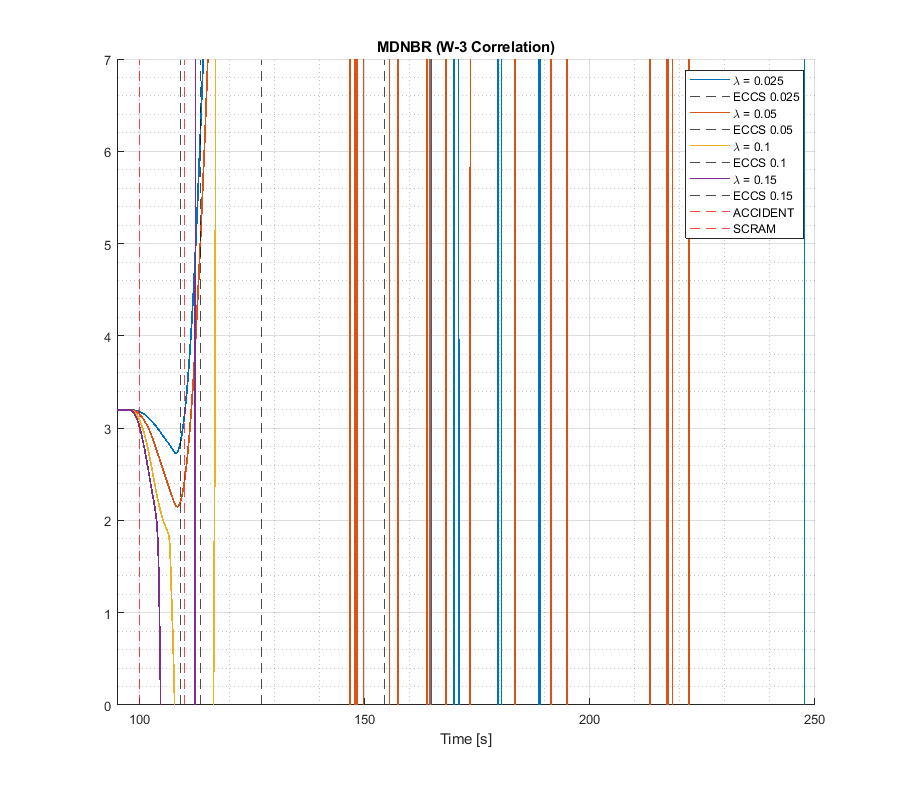 MDNBR (W-3 Correlation)
7
6
5
4
3
2
1
0
100
150
200
250
Time [s]
λ = 0.025
ECCS 0.025
λ = 0.05
ECCS 0.05
λ = 0.1
ECCS 0.1
λ = 0.15
ECCS 0.15
ACCIDENT
SCRAM